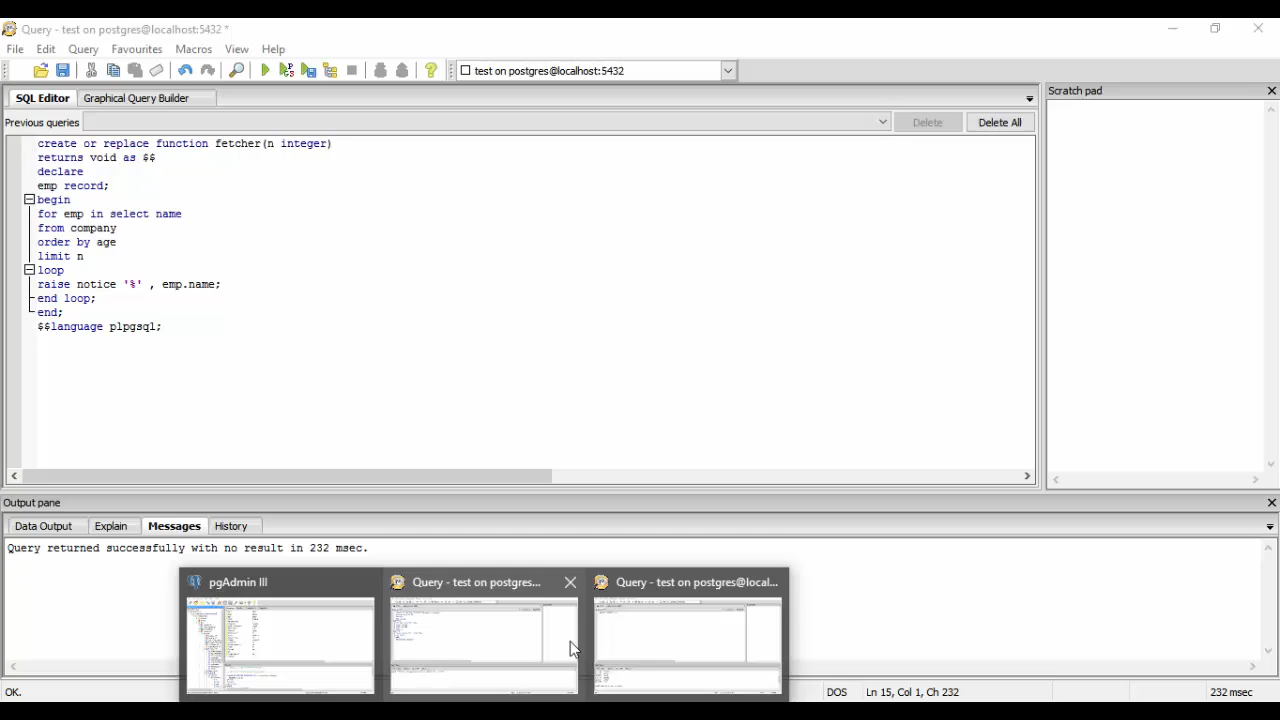 Query - test on postgres@localhost:5432 *
File Edit Query Favourites Macros View Help
test on postgres@localhost:5432
SQL Editor Graphical Query Builder
Scratch pad
Previous queries Delete Delete All
create or replace function fetcher(n integer)
returns void as $$
declare
emp record;
begin
for emp in select name
from company
order by age
limit n
loop
raise notice '%' , emp.name;
end loop;
end;
$$language plpgsql;
Output pane
Data Output Explain Messages History
Query returned successfully with no result in 232 msec.
pgAdmin III Query - test on postgres... Query - test on postgres@local...
OK. DOS Ln 15, Col 1, Ch 232 232 msec